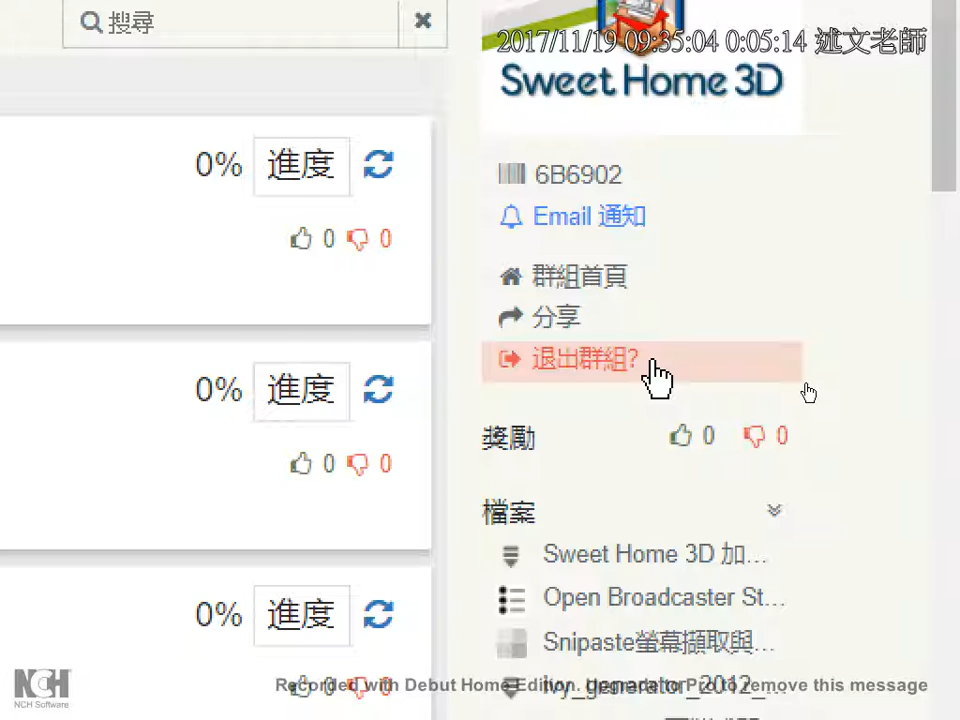 搜尋
2017/11/19 09:35:04 0:05:14 述文老師
Sweet Home 3D
0% 進度
6B6902
Email 通知
0 0
群組首頁
分享
退出群組?
0% 進度
獎勵 0 0
0 0
檔案
Sweet Home 3D 加...
Open Broadcaster St...
0% 進度
Snipaste螢幕擷取與...
0 0
ivy_generator_2012_...
Recorded with Debut Home Edition. Upgrade to Pro to remove this message
NCH
NCH Software